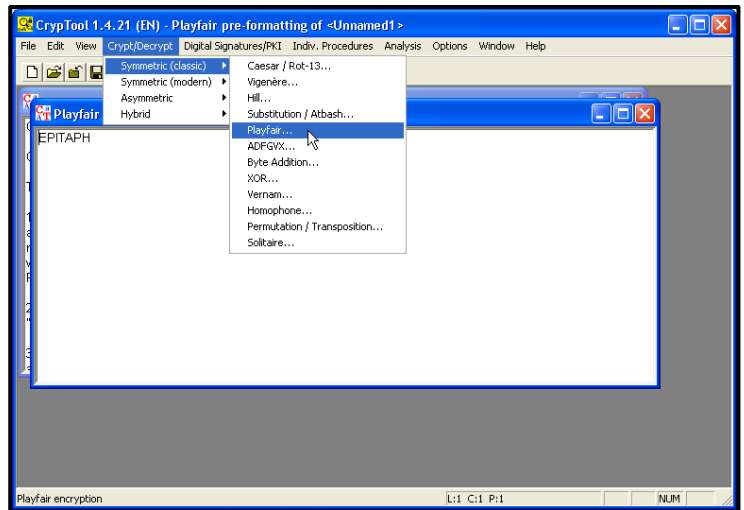 CrypTool 1.4.21 (EN) - Playfair pre-formatting of <Unnamed1>
File Edit View Crypt/Decrypt Digital Signatures/PKI Indiv. Procedures Analysis Options Window Help
Symmetric (classic)
Symmetric (modern)
Asymmetric
Hybrid
Caesar / Rot-13...
Vigenère...
Hill...
Substitution / Atbash...
Playfair...
ADFGVX...
Byte Addition...
XOR...
Vernam...
Homophone...
Permutation / Transposition...
Solitaire...
Playfair
EPITAPH
Playfair encryption
L:1 C:1 P:1
NUM